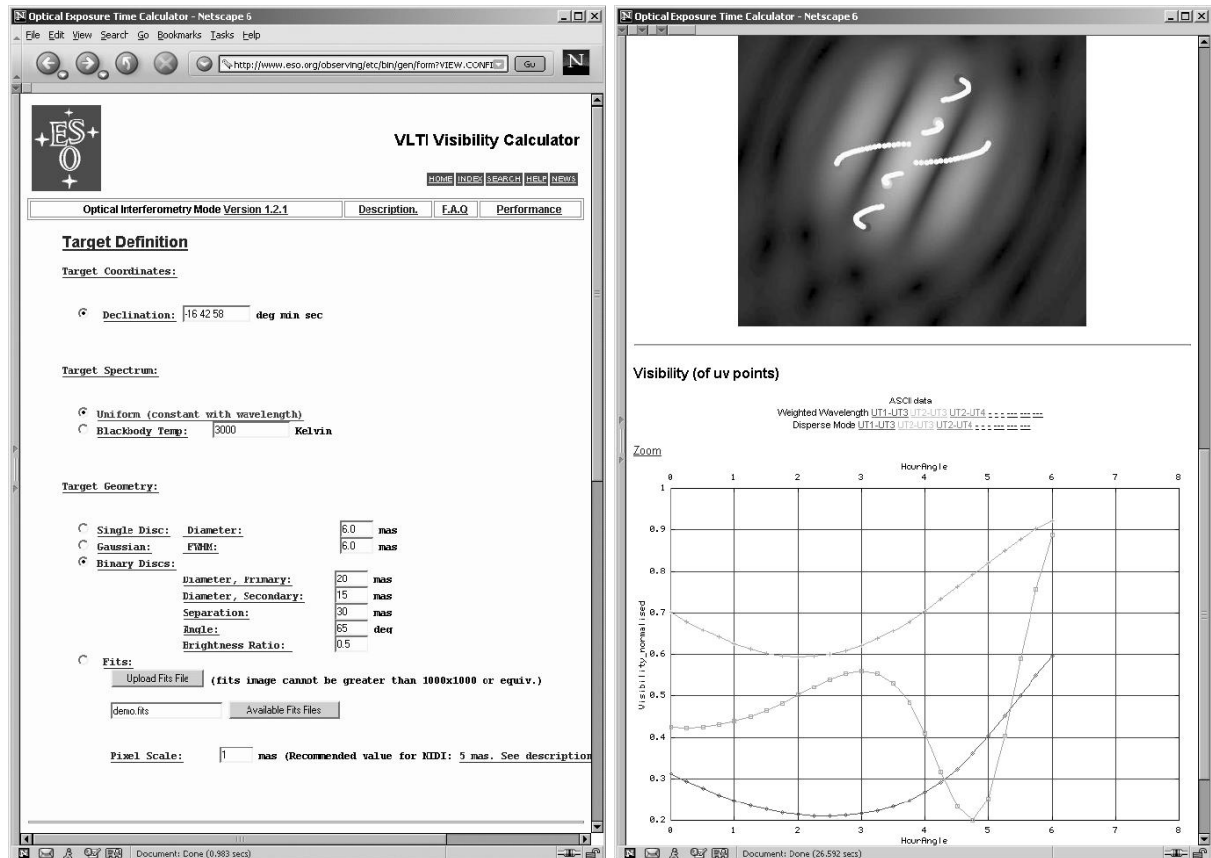 Optical Exposure Time Calculator - Netscape 6
File Edit View Search Go Bookmarks Tasks Help
http://www.eso.org/observing/etc/bin/gen/form?VIEW.CONFI
N
ESO
VLTI Visibility Calculator
HOME INDEX SEARCH HELP NEWS
Optical Interferometry Mode Version 1.2.1 Description. F.A.Q Performance
Target Definition
Target Coordinates:
Declination: -16 42 58 deg min sec
Target Spectrum:
Uniform (constant with wavelength)
Blackbody Temp: 3000 Kelvin
Target Geometry:
Single Disc: Diameter: 6.0 mas
Gaussian: FWHM: 6.0 mas
Binary Discs:
Diameter, Primary: 20 mas
Diameter, Secondary: 15 mas
Separation: 30 mas
Angle: 65 deg
Brightness Ratio: 0.5
Fits:
Upload Fits File (fits image cannot be greater than 1000x1000 or equiv.)
demo.fits Available Fits Files
Pixel Scale: 1 mas (Recommended value for MIDI: 5 mas. See description
Document: Done (0.983 secs)
Optical Exposure Time Calculator - Netscape 6
Visibility (of uv points)
ASCII data
Weighted Wavelength UT1-UT3 UT2-UT3 UT2-UT4 - - -- --- --- ---
Disperse Mode UT1-UT3 UT2-UT3 UT2-UT4 - - -- --- --- ---
Zoom
HourAngle
0 1 2 3 4 5 6 7 8
1
0.9
0.8
0.7
0.6
0.5
0.4
0.3
0.2
Visibility_normalised
0 1 2 3 4 5 6 7 8
HourAngle
Document: Done (26.592 secs)